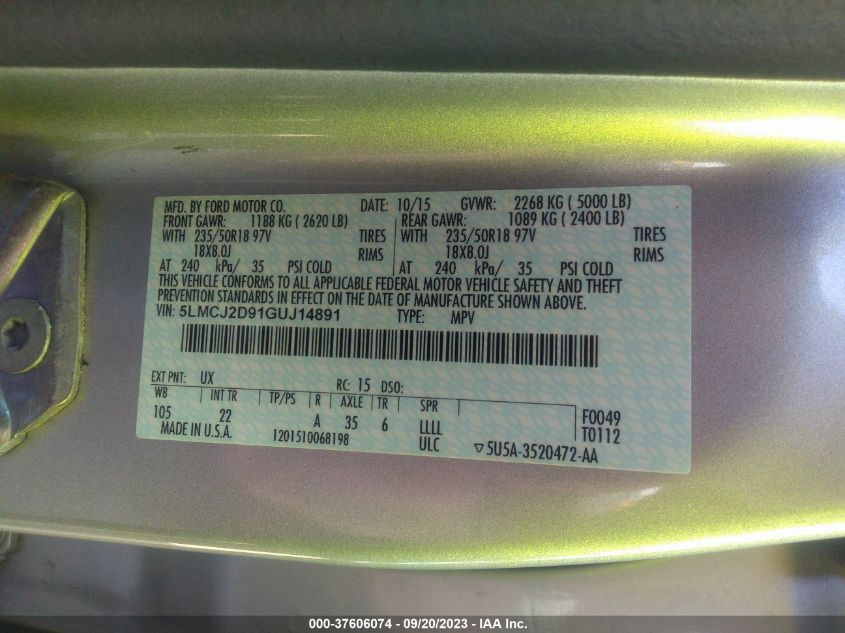 MFD. BY FORD MOTOR CO. DATE: 10/15 GVWR: 2268 KG ( 5000 LB)
FRONT GAWR: 1188 KG ( 2620 LB) REAR GAWR: 1089 KG ( 2400 LB)
WITH 235/50R18 97V TIRES WITH 235/50R18 97V TIRES
18X8.0J RIMS 18X8.0J RIMS
AT 240 kPa/ 35 PSI COLD AT 240 kPa/ 35 PSI COLD
THIS VEHICLE CONFORMS TO ALL APPLICABLE FEDERAL MOTOR VEHICLE SAFETY AND THEFT
PREVENTION STANDARDS IN EFFECT ON THE DATE OF MANUFACTURE SHOWN ABOVE.
VIN: 5LMCJ2D91GUJ14891 TYPE: MPV
EXT PNT: UX RC: 15 DSO:
WB INT TR TP/PS R AXLE TR SPR
105 22 A 35 6 LLLL F0049
MADE IN U.S.A. 1201510068198 ULC T0112
▽5U5A-3520472-AA
000-37606074 - 09/20/2023 - IAA Inc.